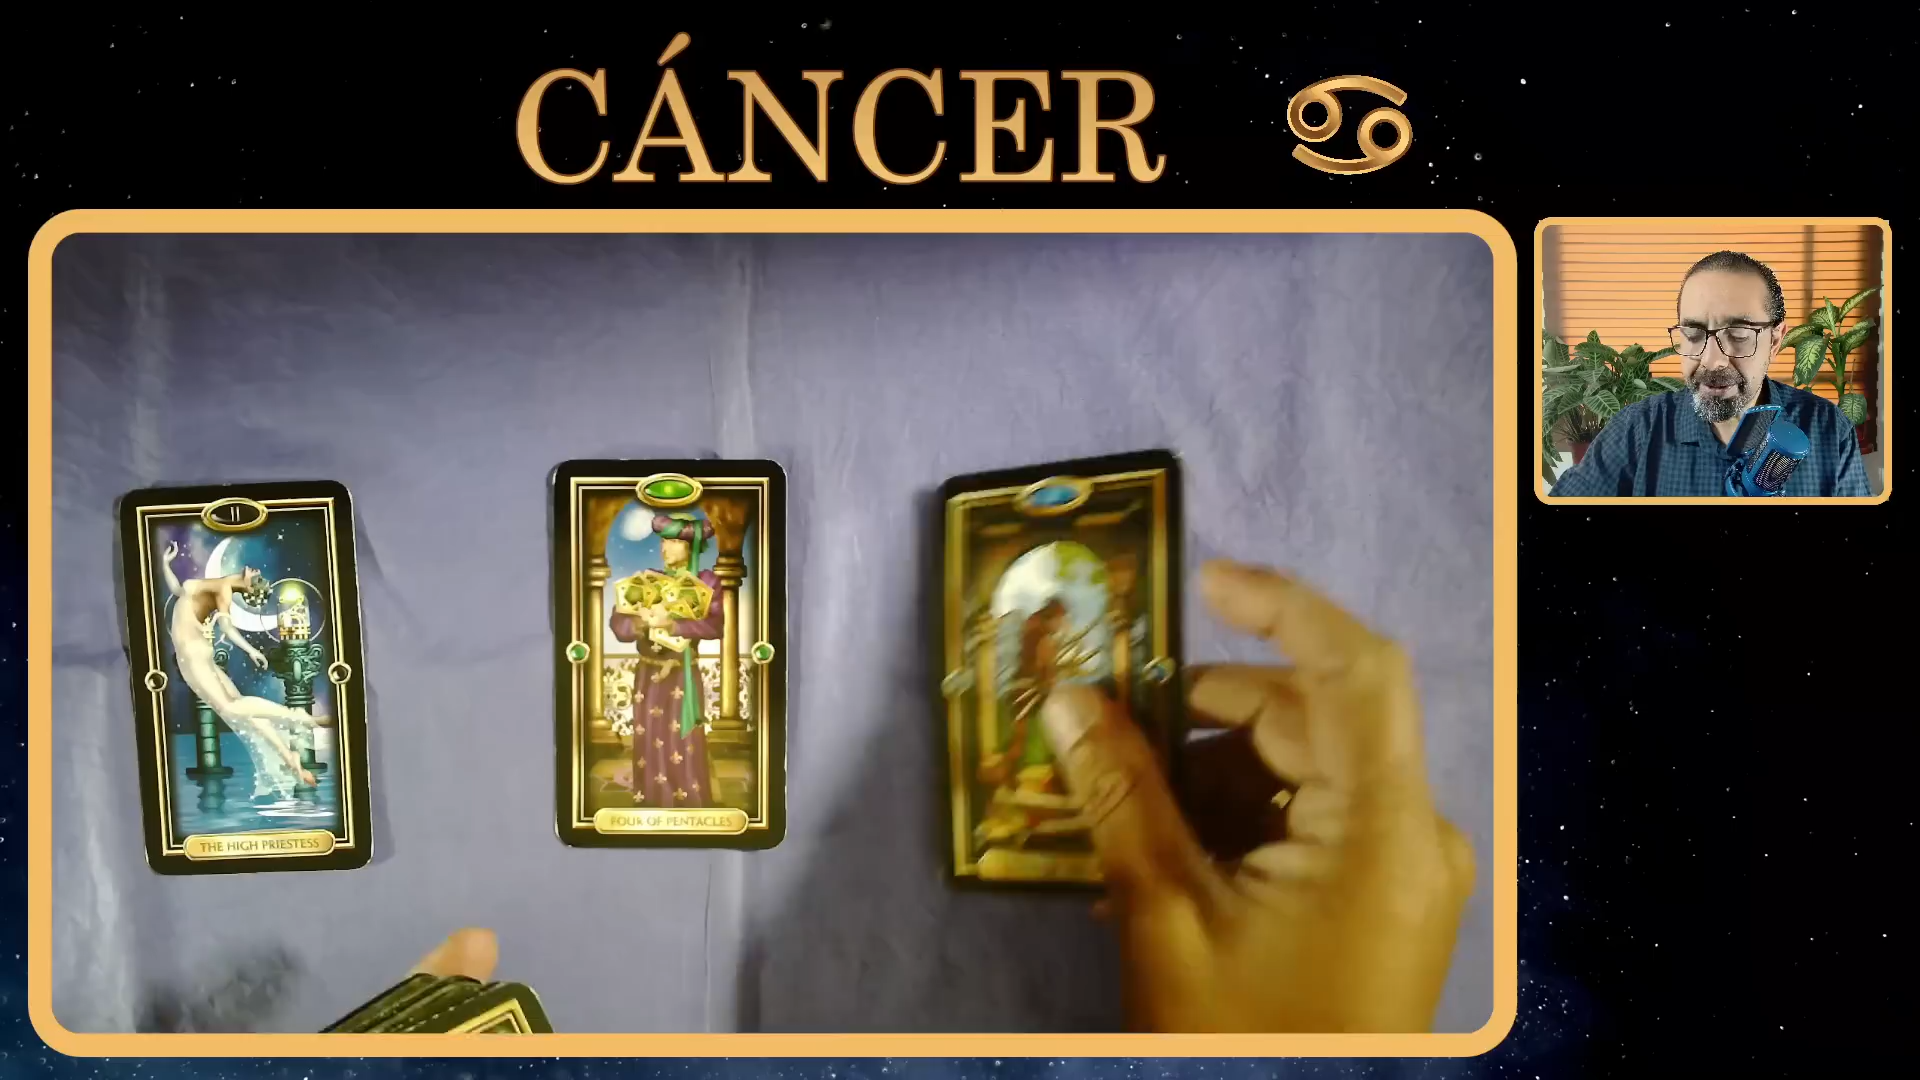 CÁNCER
II
THE HIGH PRIESTESS
FOUR OF PENTACLES